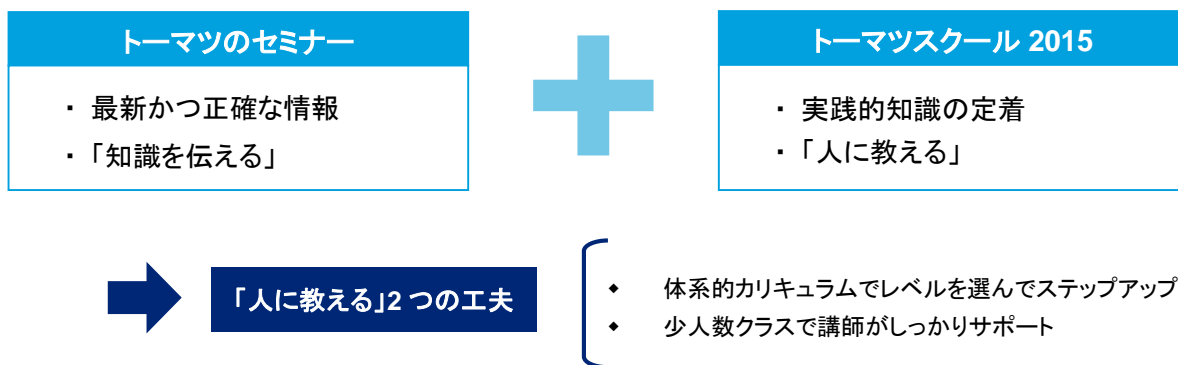 トーマツのセミナー
・ 最新かつ正確な情報
・ 「知識を伝える」
トーマツスクール 2015
・ 実践的知識の定着
・ 「人に教える」
「人に教える」2 つの工夫
◆ 体系的カリキュラムでレベルを選んでステップアップ
◆ 少人数クラスで講師がしっかりサポート